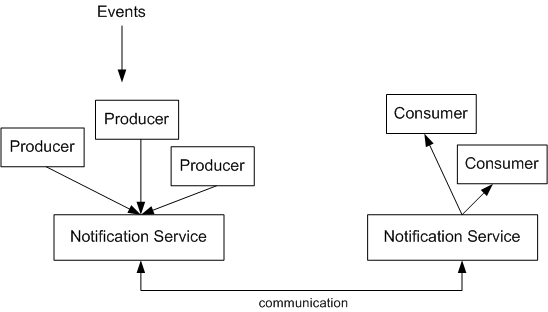 Events
Producer
Producer
Producer
Notification Service
Consumer
Consumer
Notification Service
communication